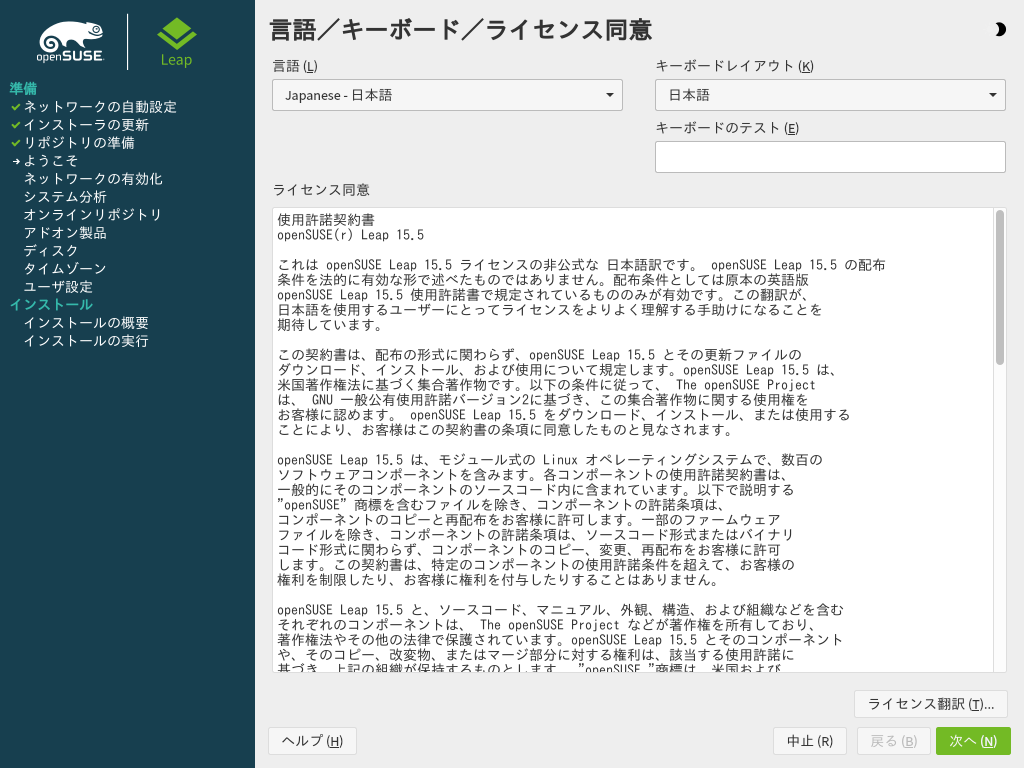 openSUSE.
Leap
準備
ネットワークの自動設定
インストーラの更新
リポジトリの準備
ようこそ
ネットワークの有効化
システム分析
オンラインリポジトリ
アドオン製品
ディスク
タイムゾーン
ユーザ設定
インストール
インストールの概要
インストールの実行
言語／キーボード／ライセンス同意
言語 (L)
Japanese - 日本語
キーボードレイアウト (K)
日本語
キーボードのテスト (E)
ライセンス同意
使用許諾契約書
openSUSE(r) Leap 15.5
これは openSUSE Leap 15.5 ライセンスの非公式な 日本語訳です。 openSUSE Leap 15.5 の配布
条件を法的に有効な形で述べたものではありません。配布条件としては原本の英語版
openSUSE Leap 15.5 使用許諾書で規定されているもののみが有効です。この翻訳が、
日本語を使用するユーザーにとってライセンスをよりよく理解する手助けになることを
期待しています。
この契約書は、配布の形式に関わらず、openSUSE Leap 15.5 とその更新ファイルの
ダウンロード、インストール、および使用について規定します。openSUSE Leap 15.5 は、
米国著作権法に基づく集合著作物です。以下の条件に従って、 The openSUSE Project
は、 GNU 一般公有使用許諾バージョン2に基づき、この集合著作物に関する使用権を
お客様に認めます。 openSUSE Leap 15.5 をダウンロード、インストール、または使用する
ことにより、お客様はこの契約書の条項に同意したものと見なされます。
openSUSE Leap 15.5 は、モジュール式の Linux オペレーティングシステムで、数百の
ソフトウェアコンポーネントを含みます。各コンポーネントの使用許諾契約書は、
一般的にそのコンポーネントのソースコード内に含まれています。以下で説明する
”openSUSE” 商標を含むファイルを除き、コンポーネントの許諾条項は、
コンポーネントのコピーと再配布をお客様に許可します。一部のファームウェア
ファイルを除き、コンポーネントの許諾条項は、ソースコード形式またはバイナリ
コード形式に関わらず、コンポーネントのコピー、変更、再配布をお客様に許可
します。この契約書は、特定のコンポーネントの使用許諾条件を超えて、お客様の
権利を制限したり、お客様に権利を付与したりすることはありません。
openSUSE Leap 15.5 と、ソースコード、マニュアル、外観、構造、および組織などを含む
それぞれのコンポーネントは、 The openSUSE Project などが著作権を所有しており、
著作権法やその他の法律で保護されています。openSUSE Leap 15.5 とそのコンポーネント
や、そのコピー、改変物、またはマージ部分に対する権利は、該当する使用許諾に
基づき、上記の組織が保持するものとします。 ”openSUSE ”商標は、米国および
ライセンス翻訳 (T)...
ヘルプ (H)
中止 (R)
戻る (B)
次へ (N)